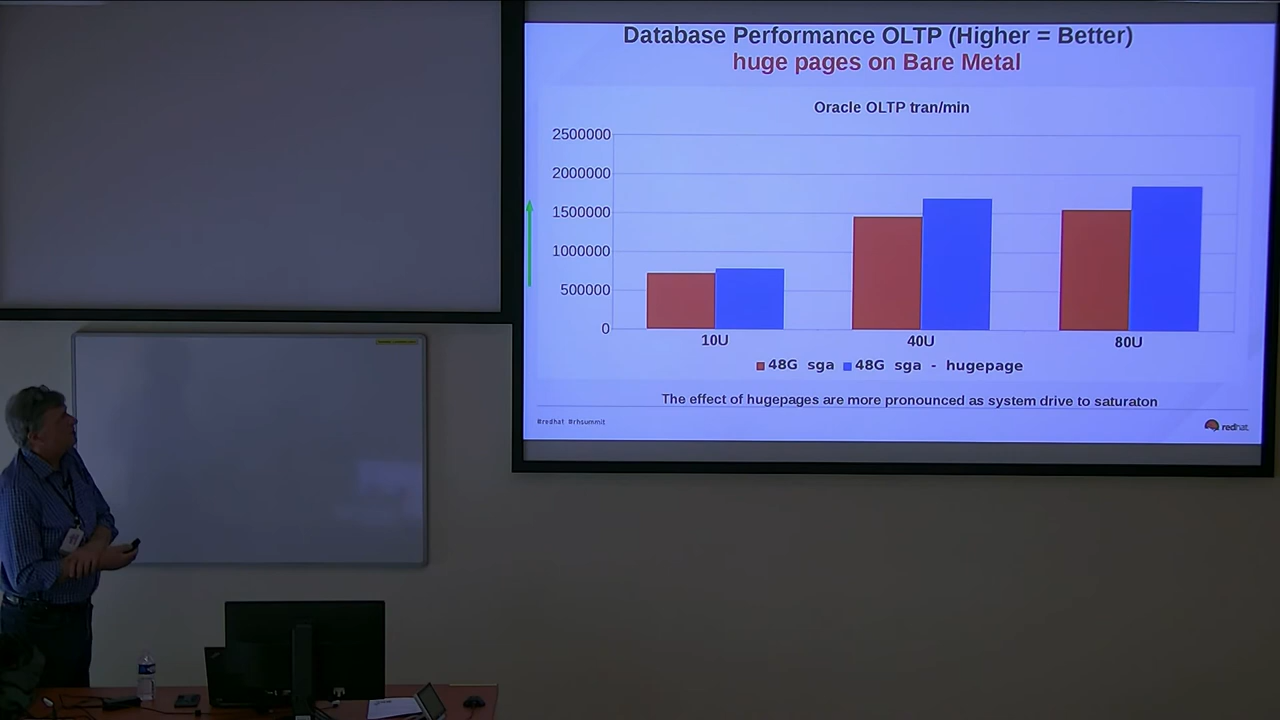 Database Performance OLTP (Higher = Better)
huge pages on Bare Metal
Oracle OLTP tran/min
2500000
2000000
1500000
1000000
500000
0
10U 40U 80U
48G sga 48G sga - hugepage
The effect of hugepages are more pronounced as system drive to saturaton
#redhat #rhsummit
redhat.